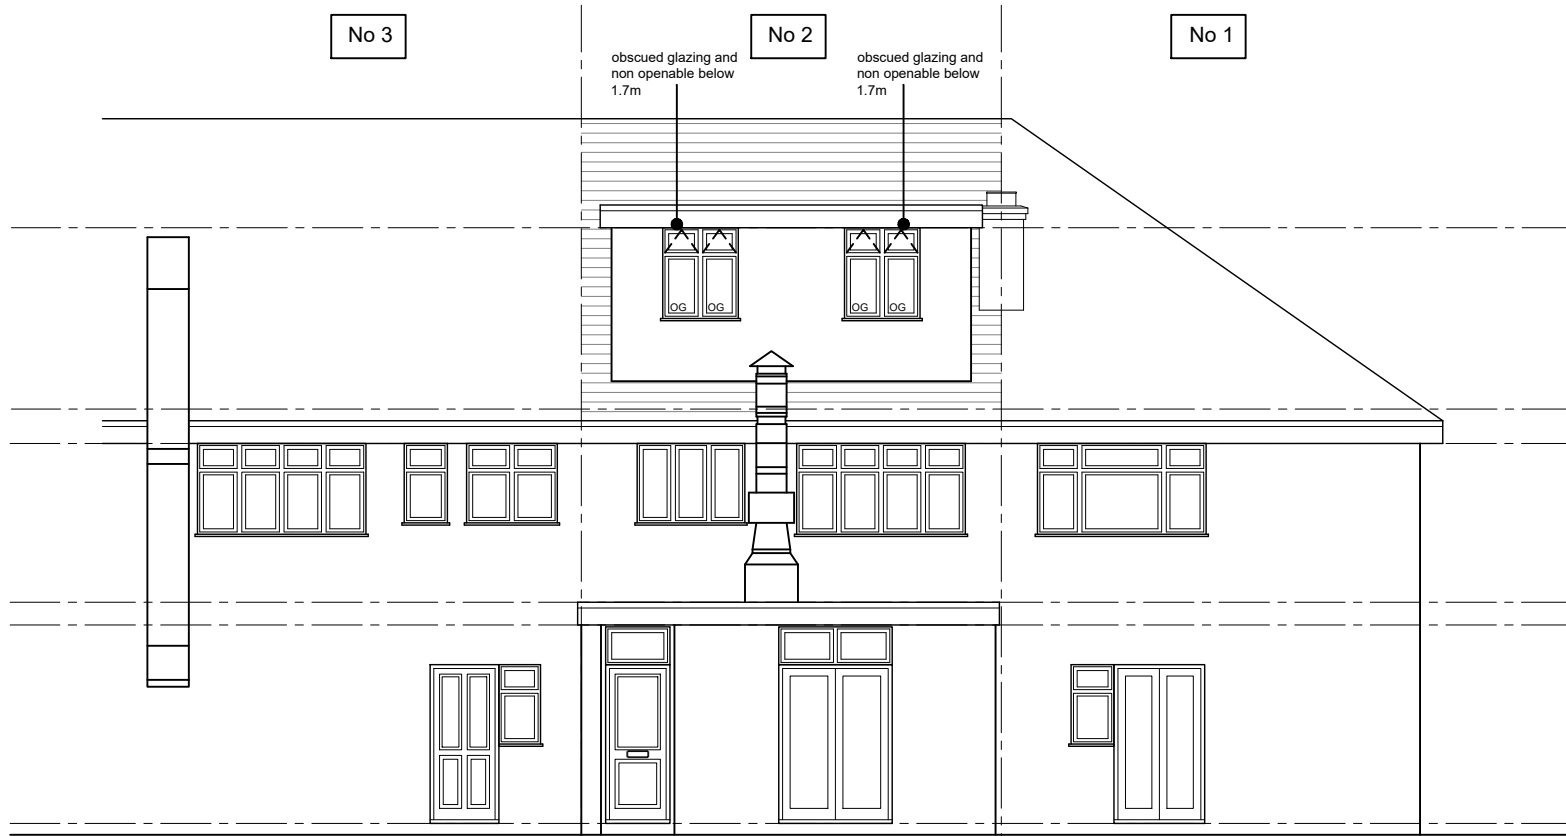 No 3
No 2
No 1
obscued glazing and
non openable below
1.7m
obscued glazing and
non openable below
1.7m
OG OG
OG OG